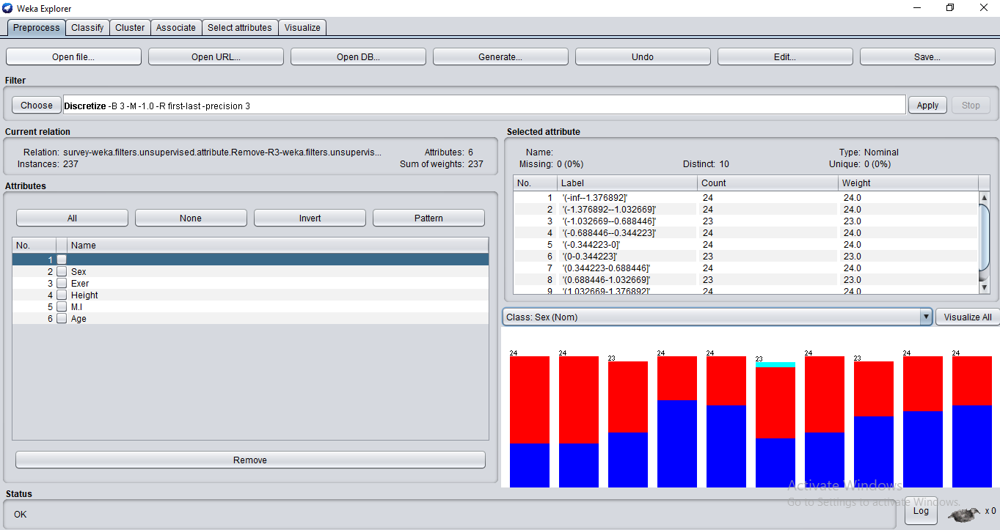 Weka Explorer
Preprocess Classify Cluster Associate Select attributes Visualize
Open file... Open URL... Open DB... Generate... Undo Edit... Save...
Filter
Choose Discretize -B 3 -M -1.0 -R first-last -precision 3 Apply Stop
Current relation
Relation: survey-weka.filters.unsupervised.attribute.Remove-R3-weka.filters.unsupervis... Attributes: 6
Instances: 237 Sum of weights: 237
Attributes
All None Invert Pattern
No. Name
1
2 Sex
3 Exer
4 Height
5 M.I
6 Age
Remove
Selected attribute
Name: Type: Nominal
Missing: 0 (0%) Distinct: 10 Unique: 0 (0%)
No. Label Count Weight
1 '(-inf--1.376892]' 24 24.0
2 '(-1.376892--1.032669]' 24 24.0
3 '(-1.032669--0.688446]' 23 23.0
4 '(-0.688446--0.344223]' 24 24.0
5 '(-0.344223-0]' 24 24.0
6 '(0-0.344223]' 23 23.0
7 '(0.344223-0.688446]' 24 24.0
8 '(0.688446-1.032669]' 23 23.0
9 '(1.032669-1.376892]' 24 24.0
Class: Sex (Nom) Visualize All
24 24 23 24 24 23 24 23 24 24
Activate Windows
Go to Settings to activate Windows.
Status
OK
Log x 0